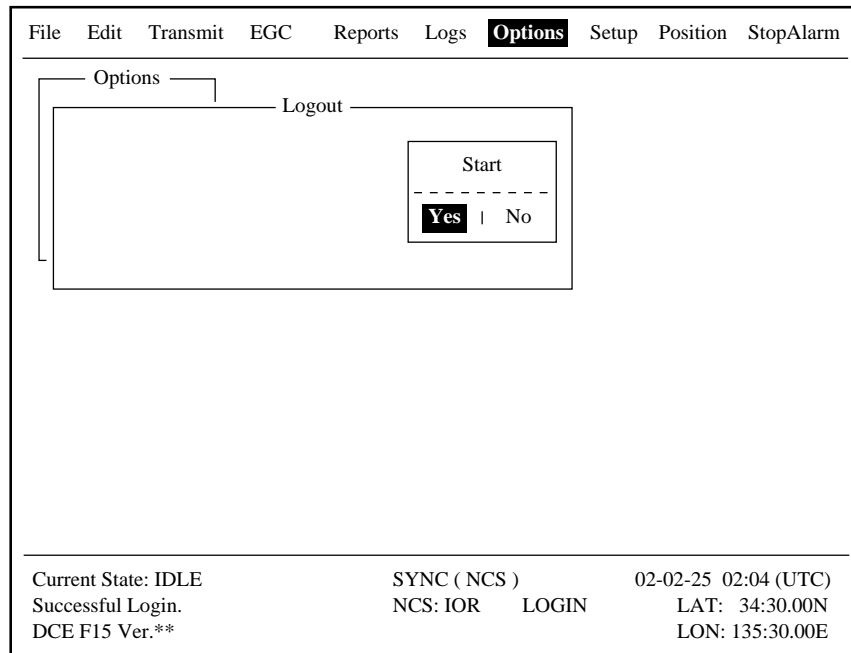 File Edit Transmit EGC Reports Logs Options Setup Position StopAlarm
Options
Logout
Start
Yes | No
Current State: IDLE SYNC ( NCS ) 02-02-25 02:04 (UTC)
Successful Login. NCS: IOR LOGIN LAT: 34:30.00N
DCE F15 Ver.** LON: 135:30.00E